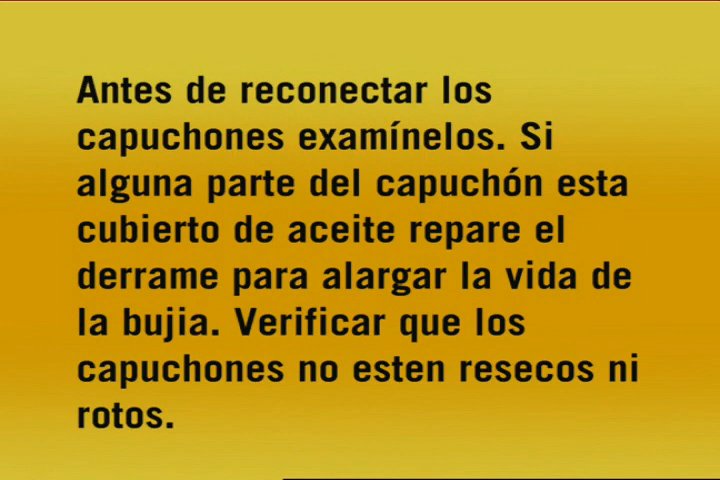 Antes de reconectar los
capuchones examínelos. Si
alguna parte del capuchón esta
cubierto de aceite repare el
derrame para alargar la vida de
la bujia. Verificar que los
capuchones no esten resecos ni
rotos.